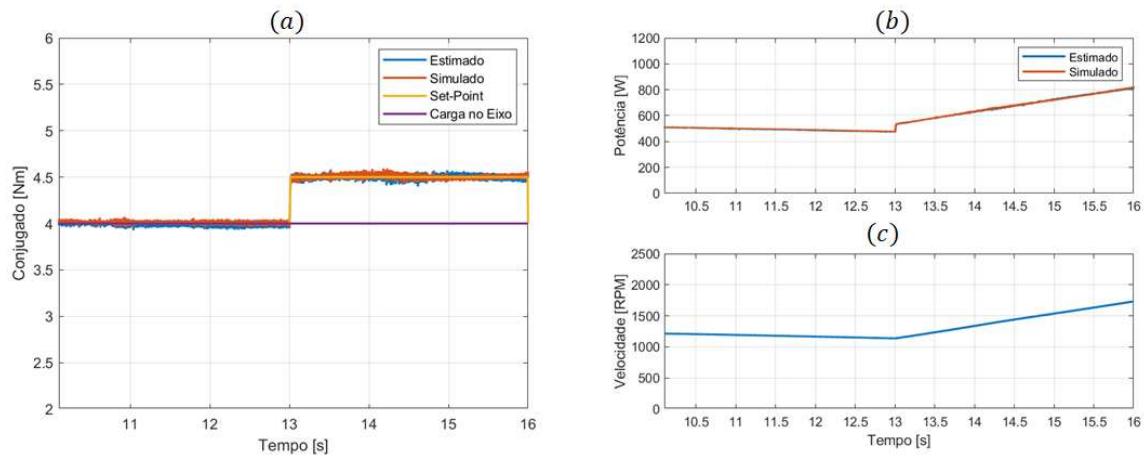 (a)
6
5.5
5
4.5
4
3.5
3
2.5
2
Conjugado [Nm]
Estimado
Simulado
Set-Point
Carga no Eixo
11 12 13 14 15 16
Tempo [s]
(b)
1200
1000
800
600
400
200
0
Potência [W]
Estimado
Simulado
10.5 11 11.5 12 12.5 13 13.5 14 14.5 15 15.5 16
(c)
2500
2000
1500
1000
500
0
Velocidade [RPM]
10.5 11 11.5 12 12.5 13 13.5 14 14.5 15 15.5 16
Tempo [s]